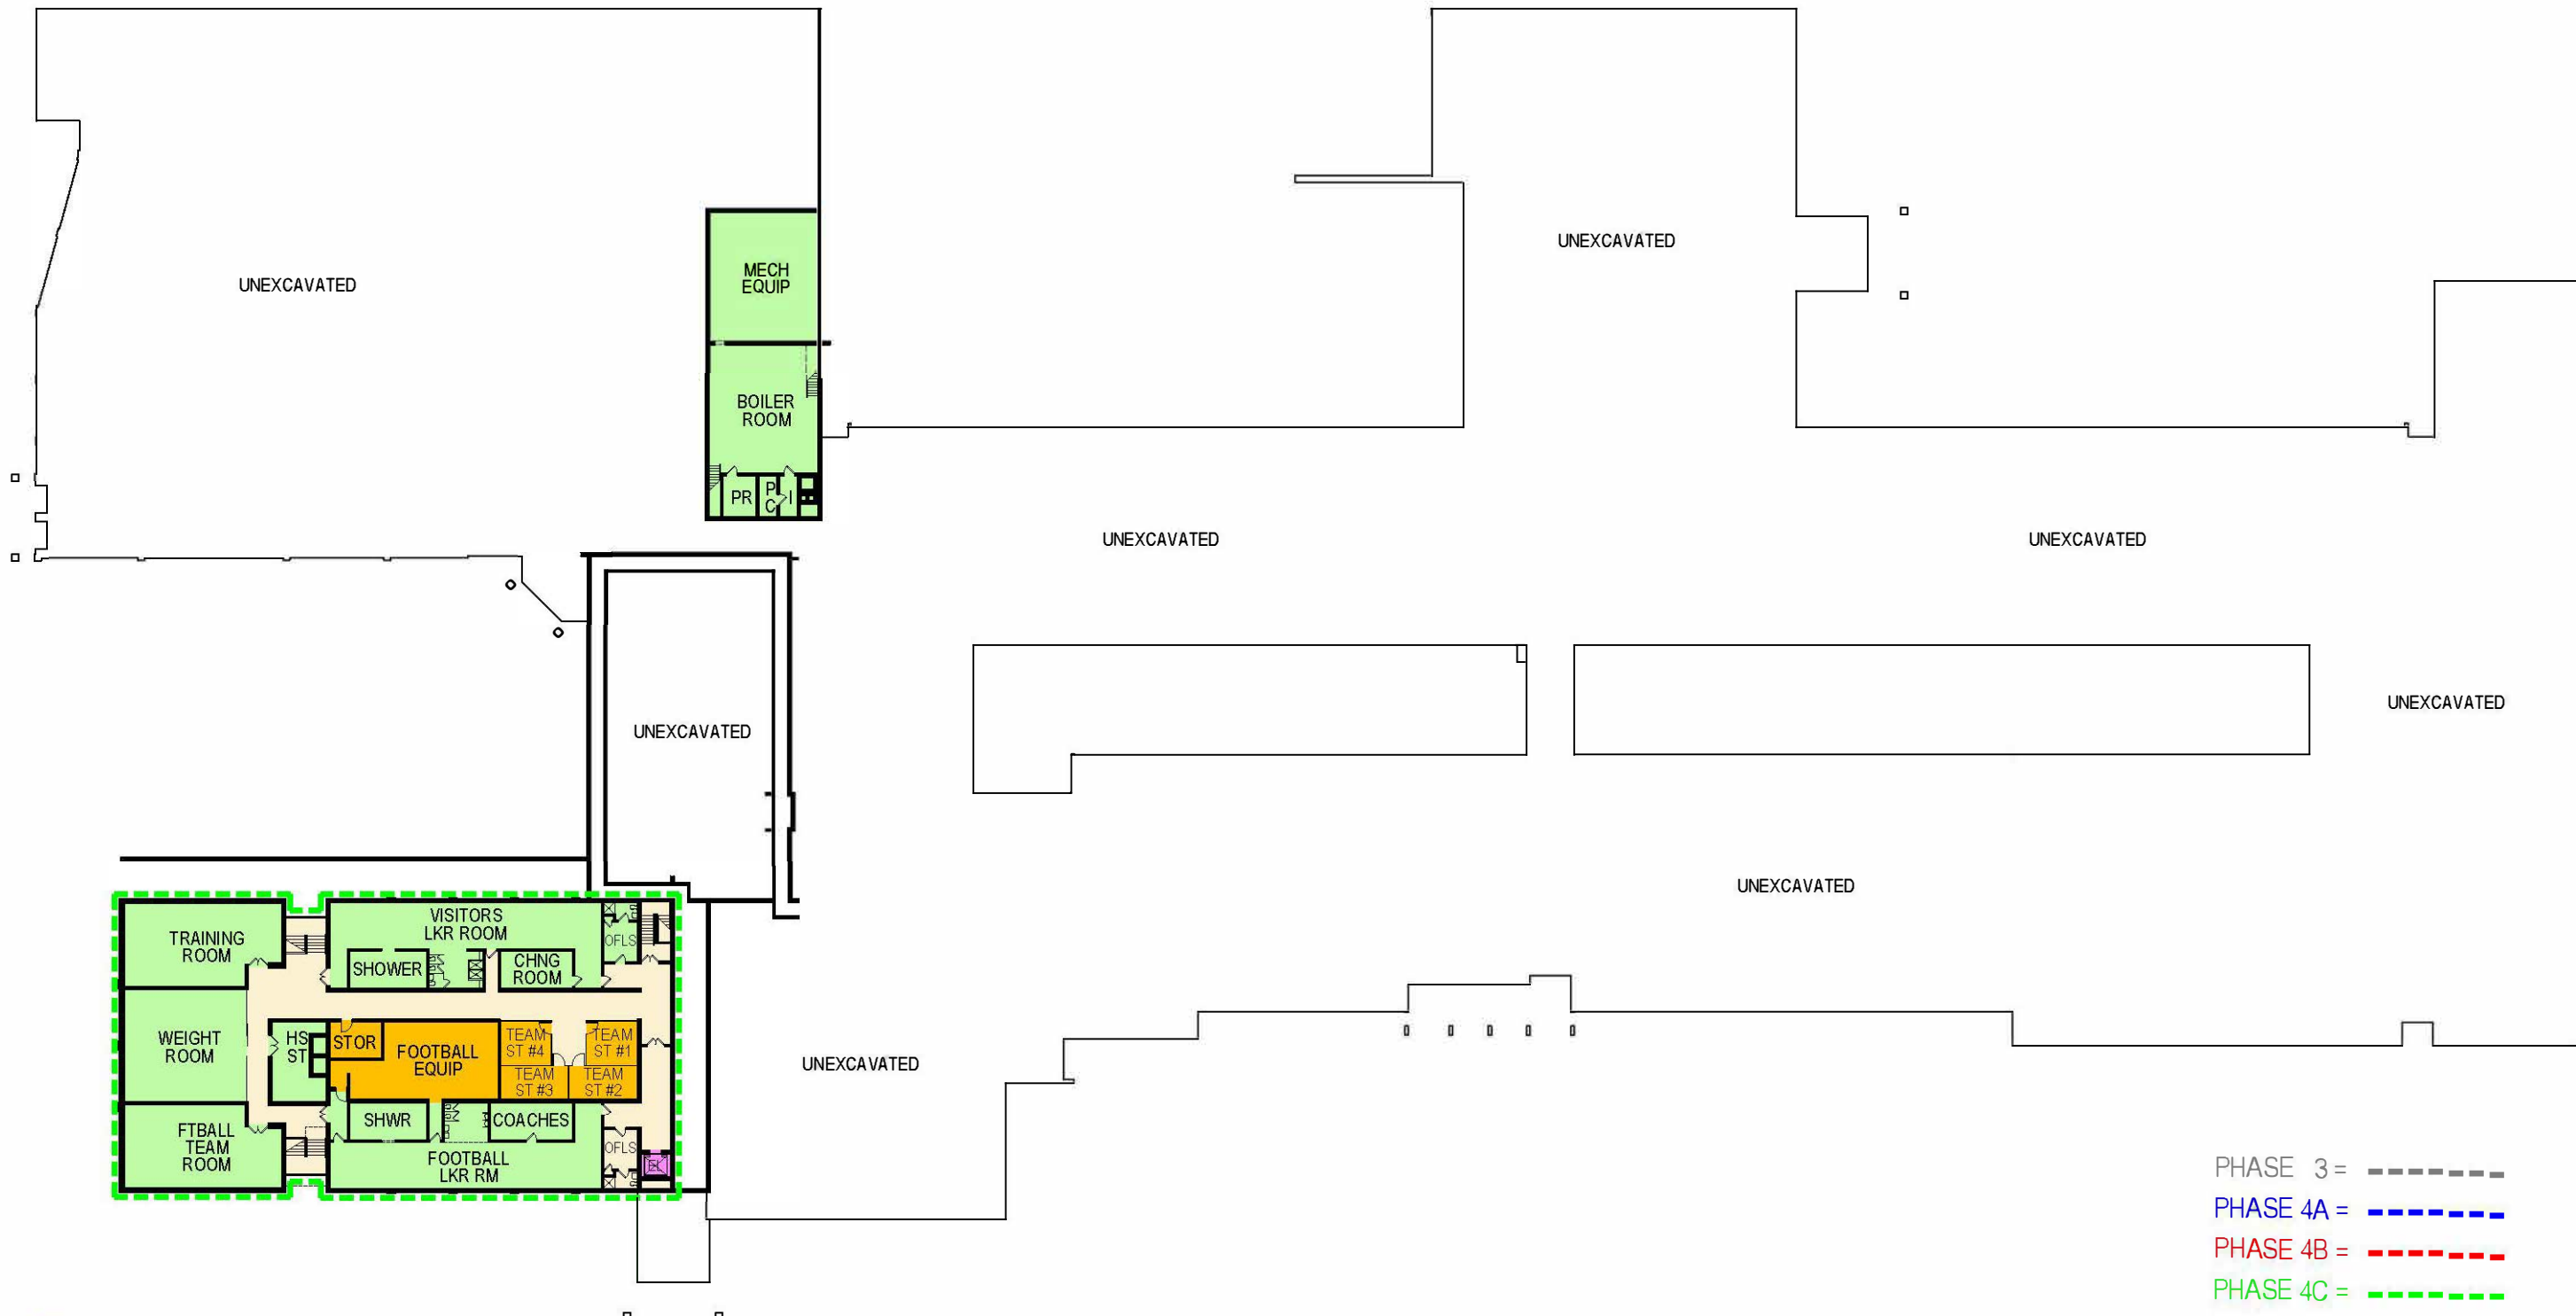 UNEXCAVATED
UNEXCAVATED
MECH
EQUIP
BOILER
ROOM
PR
P
C
I
UNEXCAVATED
UNEXCAVATED
UNEXCAVATED
UNEXCAVATED
UNEXCAVATED
UNEXCAVATED
TRAINING
ROOM
VISITORS
LKR ROOM
OFLS
SHOWER
CHNG
ROOM
WEIGHT
ROOM
HS
ST
STOR
FOOTBALL
EQUIP
TEAM
ST #4
TEAM
ST #1
TEAM
ST #3
TEAM
ST #2
FTBALL
TEAM
ROOM
SHWR
COACHES
OFLS
FOOTBALL
LKR RM
PHASE 3 =
PHASE 4A =
PHASE 4B =
PHASE 4C =